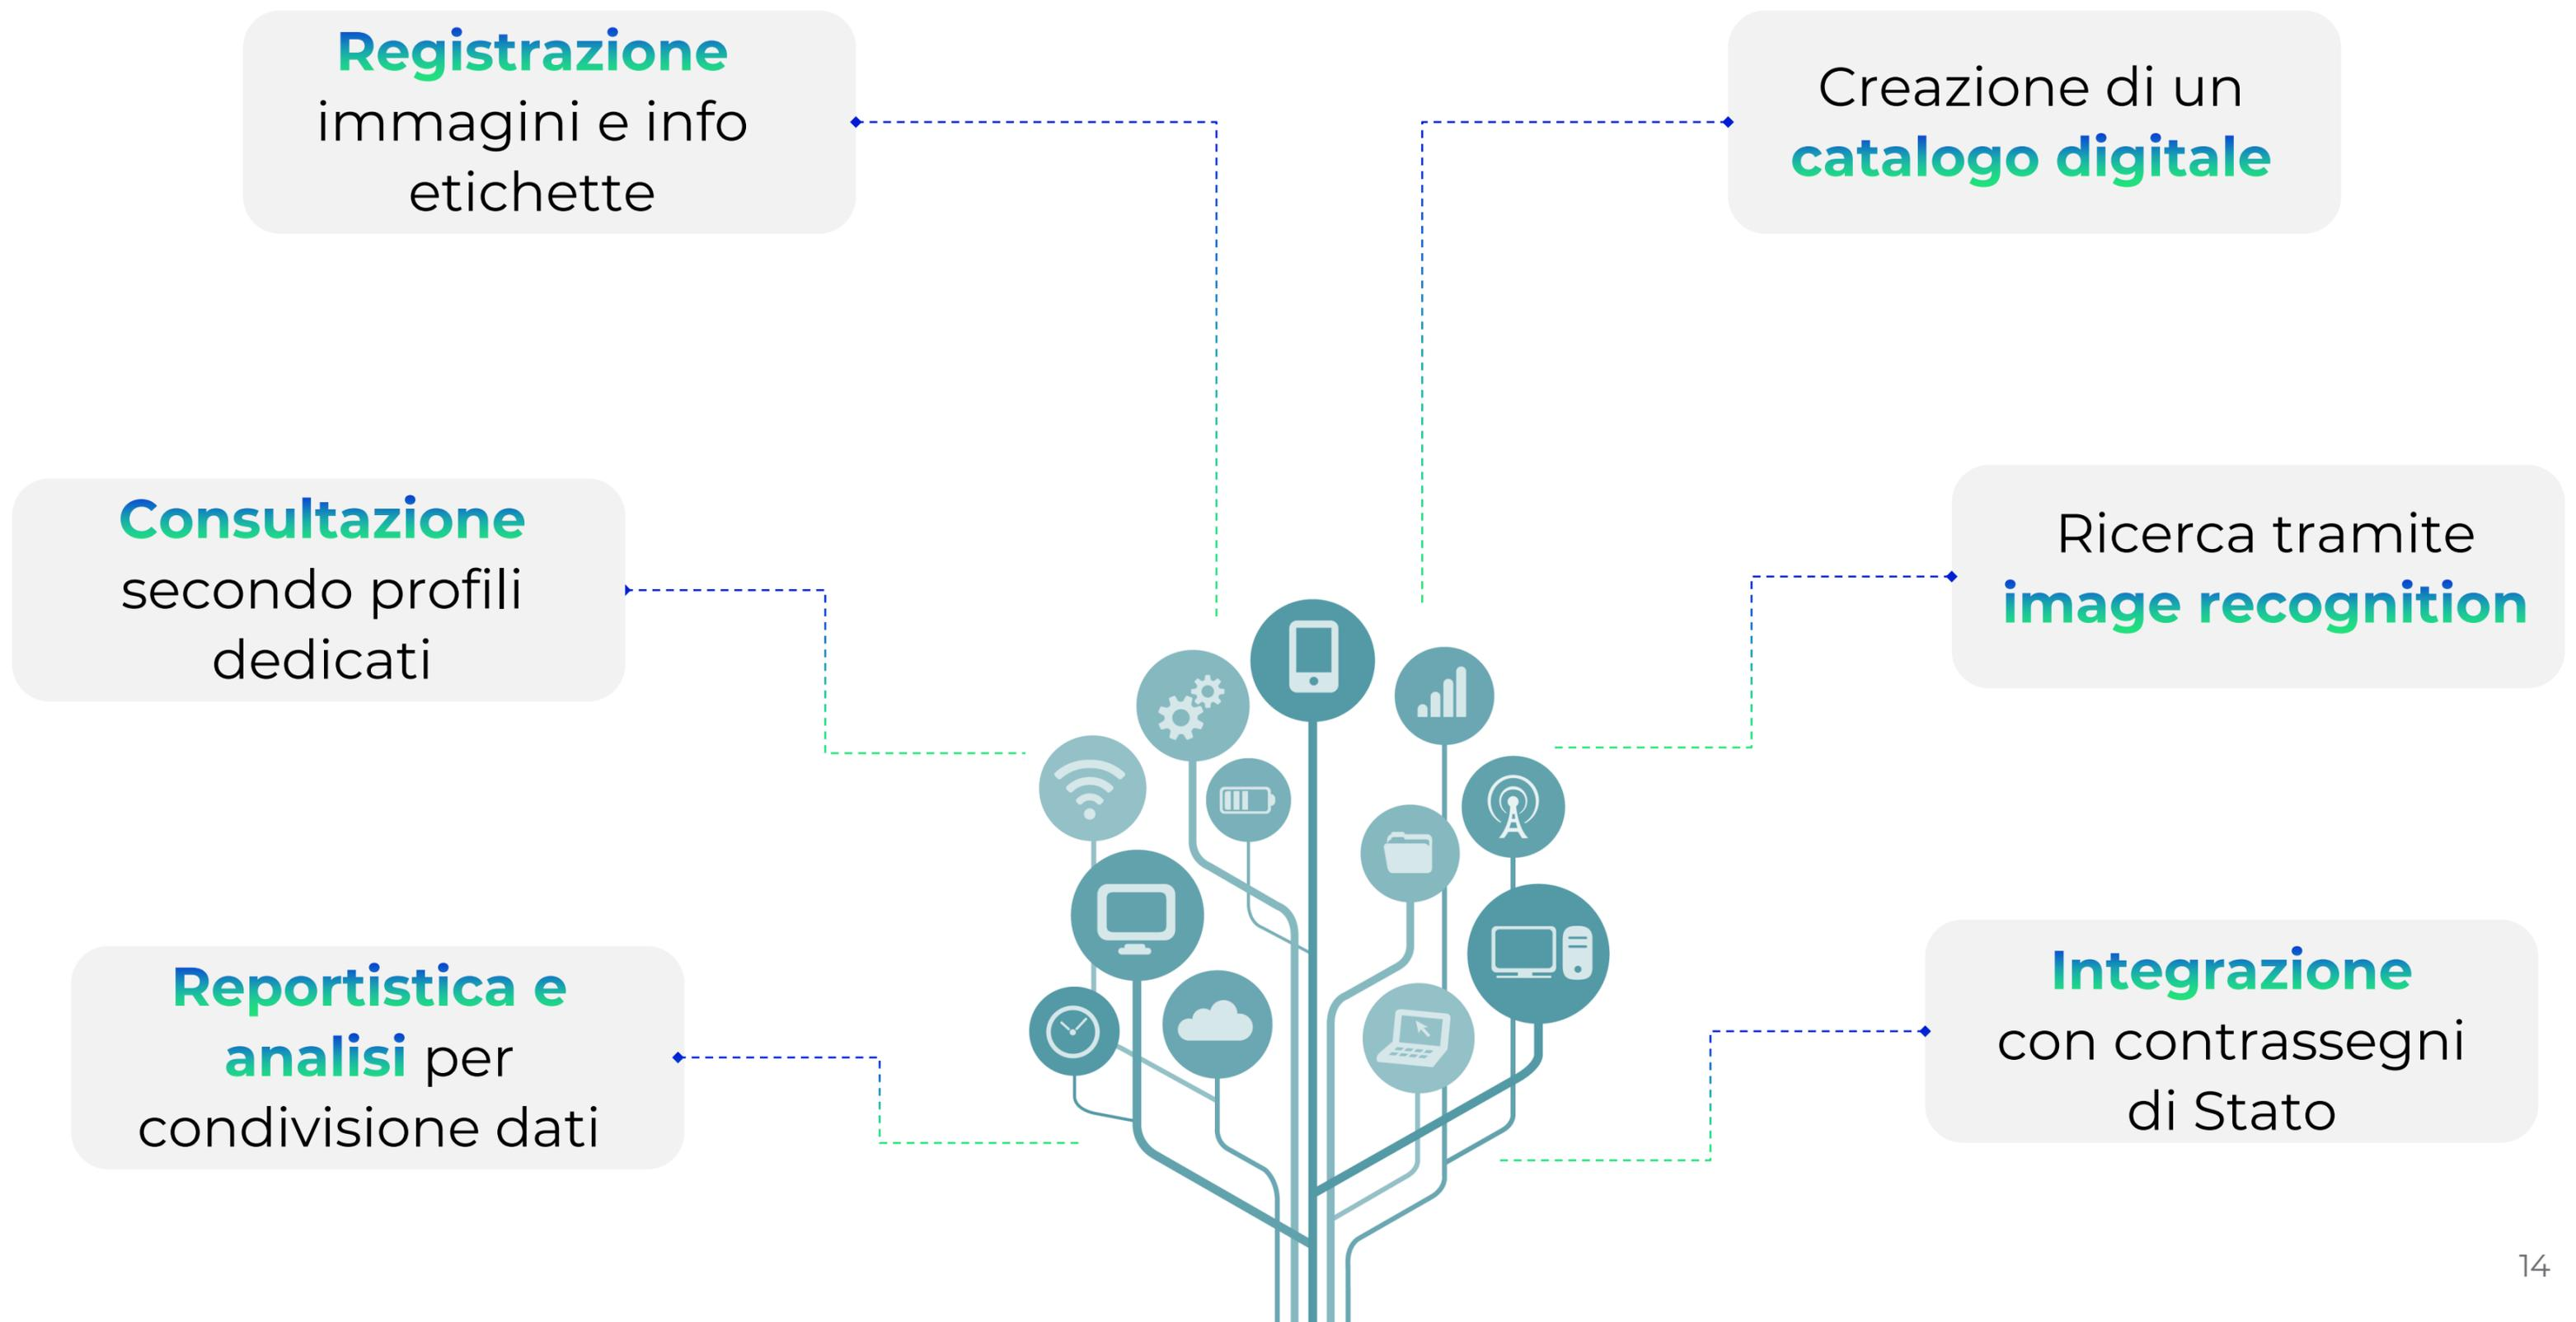 Registrazione
immagini e info
etichette
Creazione di un
catalogo digitale
Consultazione
secondo profili
dedicati
Ricerca tramite
image recognition
Reportistica e
analisi per
condivisione dati
Integrazione
con contrassegni
di Stato
14